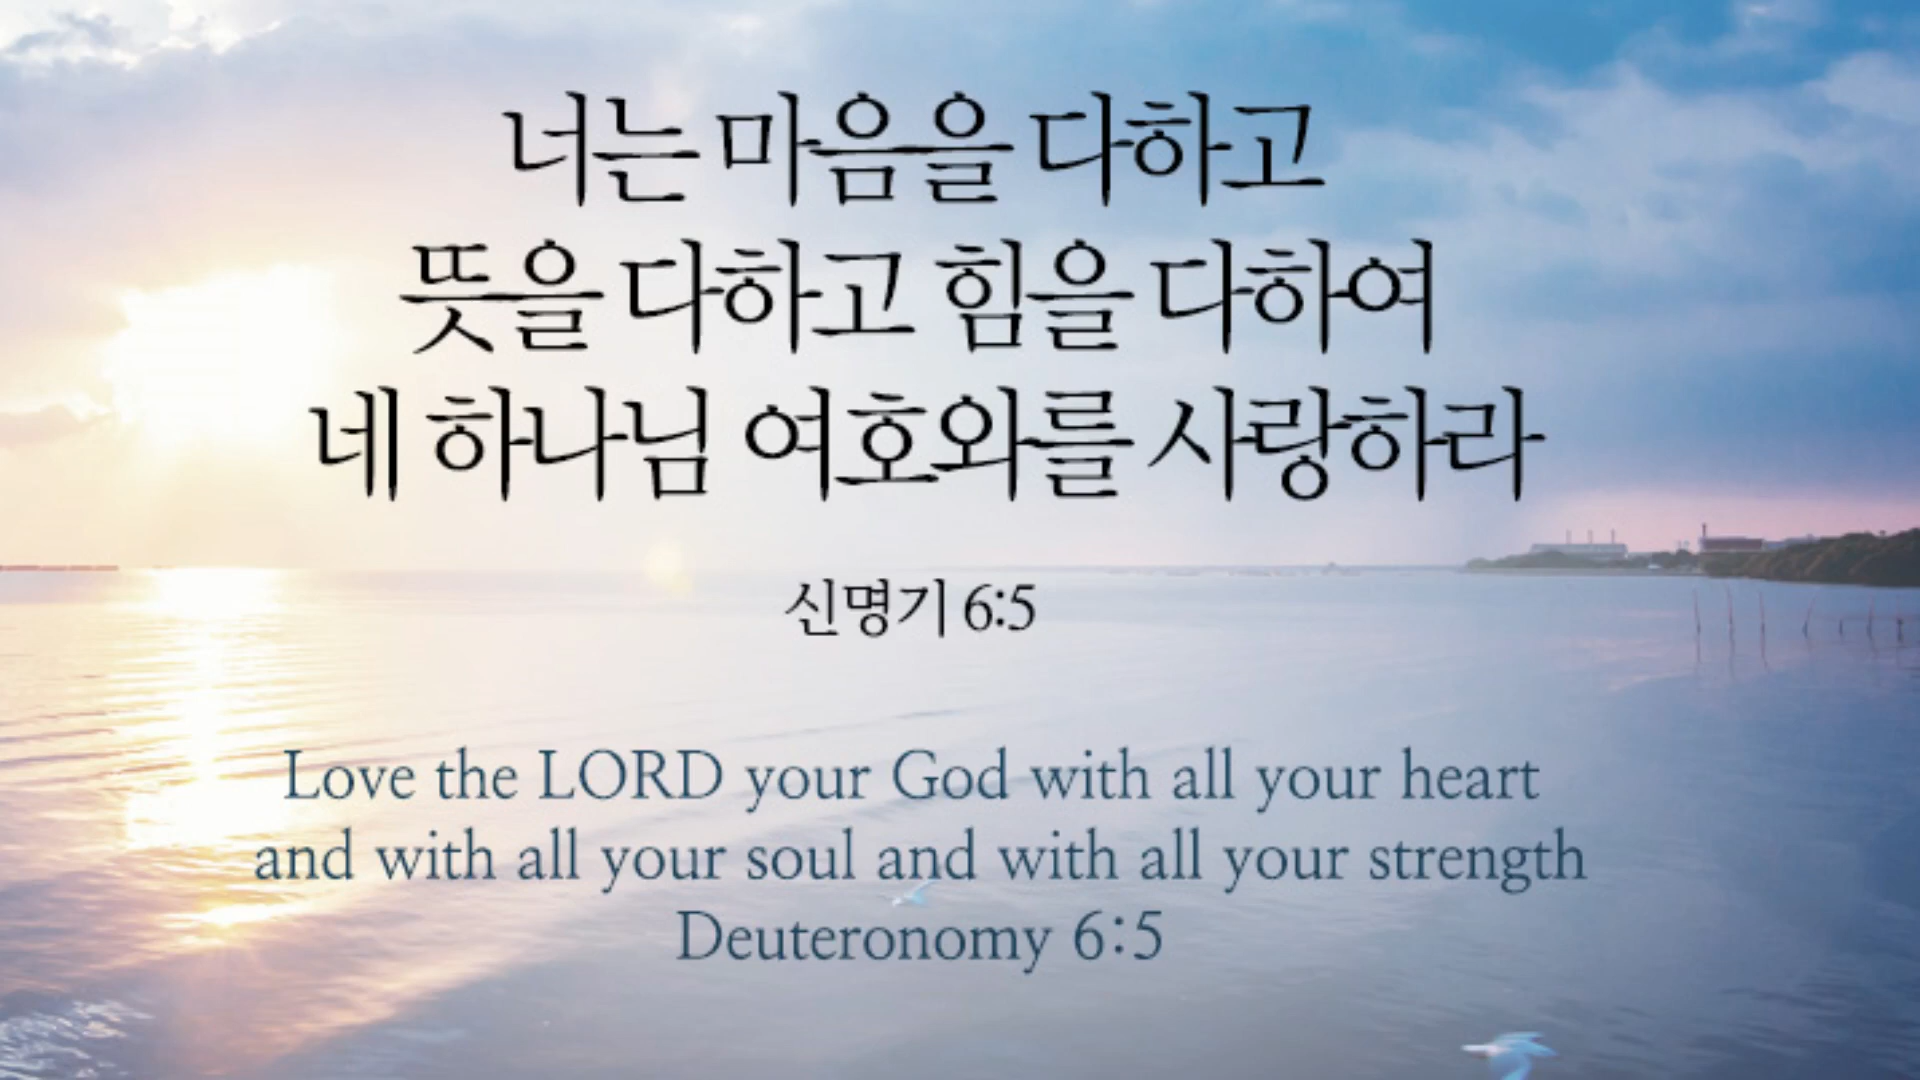 너는 마음을 다하고
뜻을 다하고 힘을 다하여
네 하나님 여호와를 사랑하라
신명기 6:5
Love the LORD your God with all your heart
and with all your soul and with all your strength
Deuteronomy 6:5